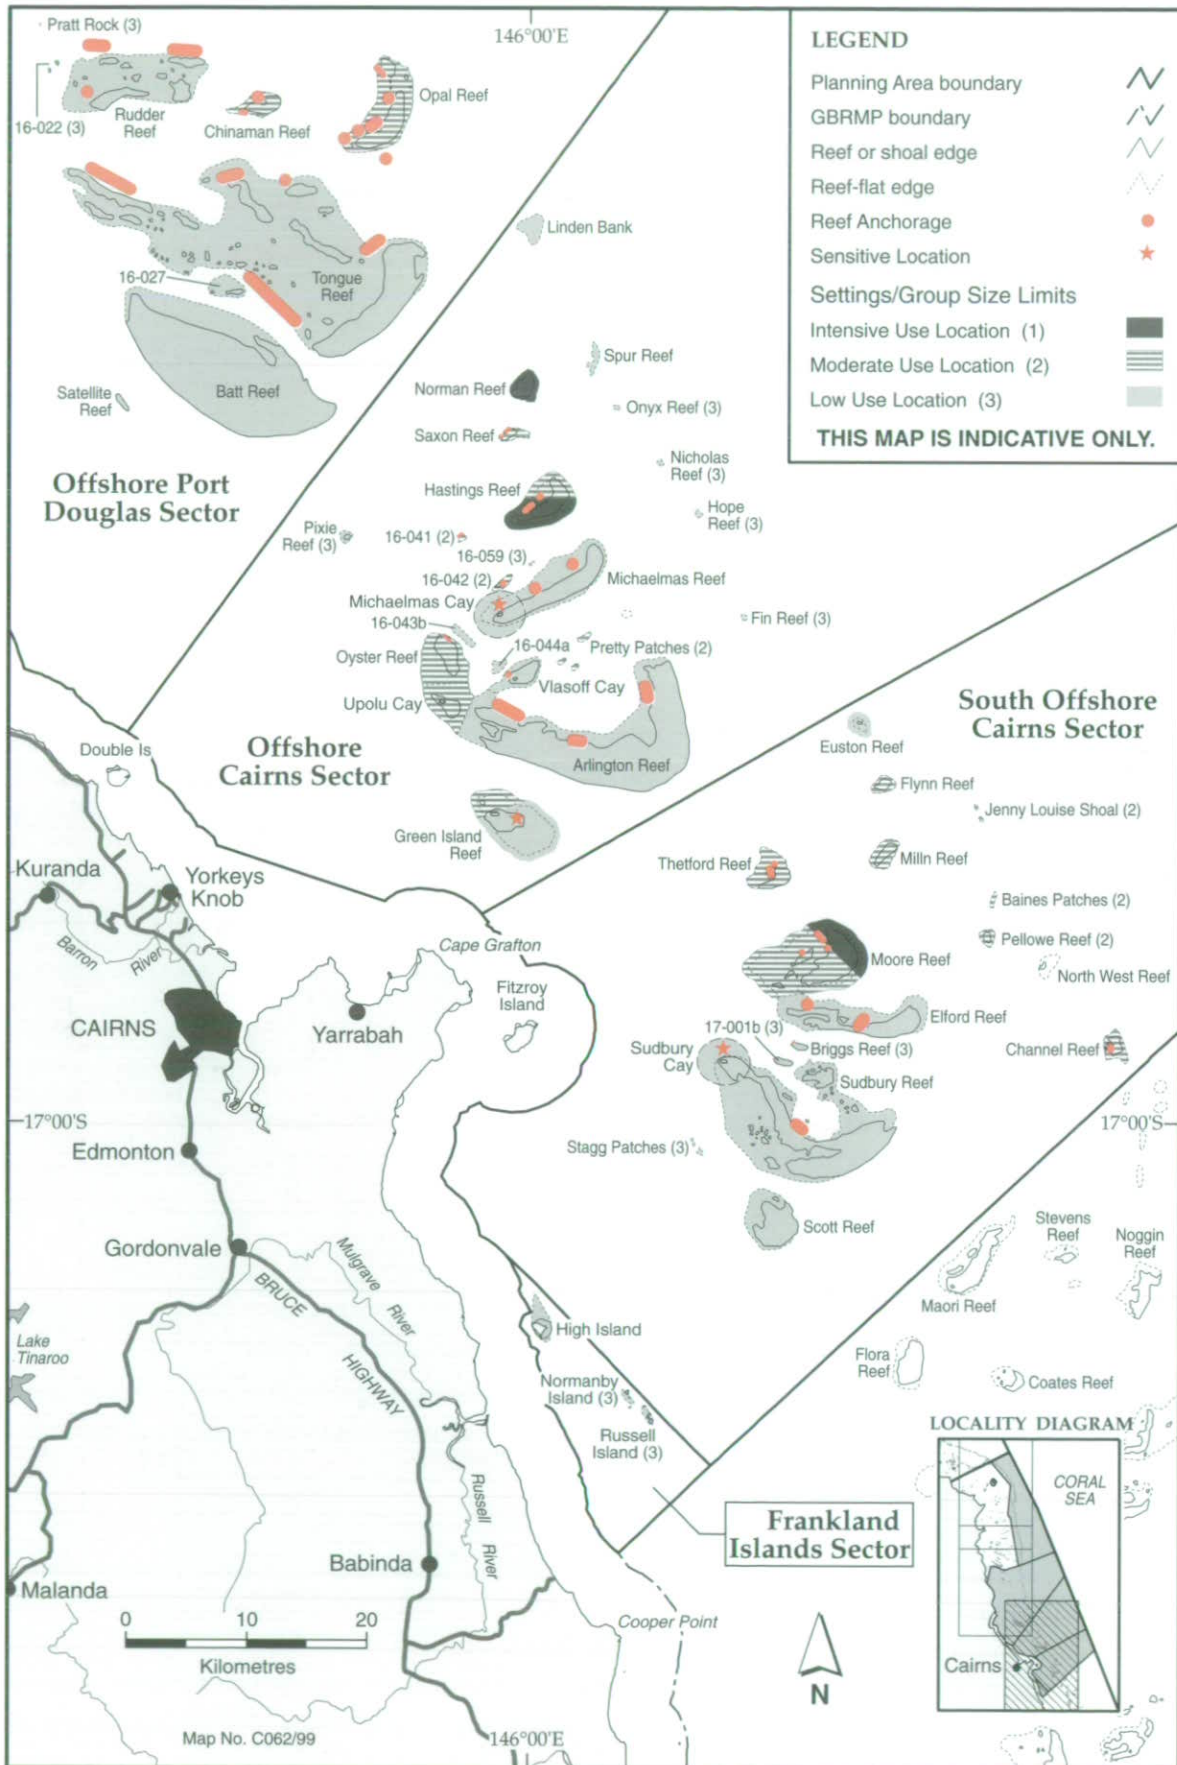 Pratt Rock (3)
146°00'E
16-022 (3)
Rudder
Reef
Chinaman Reef
Opal Reef
LEGEND
Planning Area boundary
GBRMP boundary
Reef or shoal edge
Reef-flat edge
Reef Anchorage
Sensitive Location
Settings/Group Size Limits
Intensive Use Location (1)
Moderate Use Location (2)
Low Use Location (3)
THIS MAP IS INDICATIVE ONLY.
Linden Bank
16-027
Tongue
Reef
Batt Reef
Satellite
Reef
Spur Reef
Norman Reef
Onyx Reef (3)
Saxon Reef
Nicholas
Reef (3)
Hastings Reef
Hope
Reef (3)
Offshore Port
Douglas Sector
Pixie
Reef (3)
16-041 (2)
16-059 (3)
16-042 (2)
Michaelmas Reef
Michaelmas Cay
Fin Reef (3)
16-043b
16-044a
Oyster Reef
Pretty Patches (2)
Vlasoff Cay
Upolu Cay
Arlington Reef
Offshore
Cairns Sector
South Offshore
Cairns Sector
Double Is
Euston Reef
Flynn Reef
Jenny Louise Shoal (2)
Green Island
Reef
Thetford Reef
Milln Reef
Kuranda
Yorkeys
Knob
Baines Patches (2)
Barron
River
Cape Grafton
Pellowe Reef (2)
Moore Reef
North West Reef
Fitzroy
Island
CAIRNS
Yarrabah
Elford Reef
17-001b (3)
Sudbury
Cay
Briggs Reef (3)
Channel Reef
Sudbury Reef
17°00'S
17°00'S
Edmonton
Stagg Patches (3)
Scott Reef
Gordonvale
Mulgrave
River
BRUCE
HIGHWAY
Stevens
Reef
Noggin
Reef
Maori Reef
High Island
Lake
Tinaroo
Flora
Reef
Coates Reef
Normanby
Island (3)
Russell
Island (3)
LOCALITY DIAGRAM
CORAL
SEA
Cairns
Russell
River
Frankland
Islands Sector
Babinda
Malanda
0 10 20
Kilometres
Cooper Point
N
Map No. C062/99
146°00'E